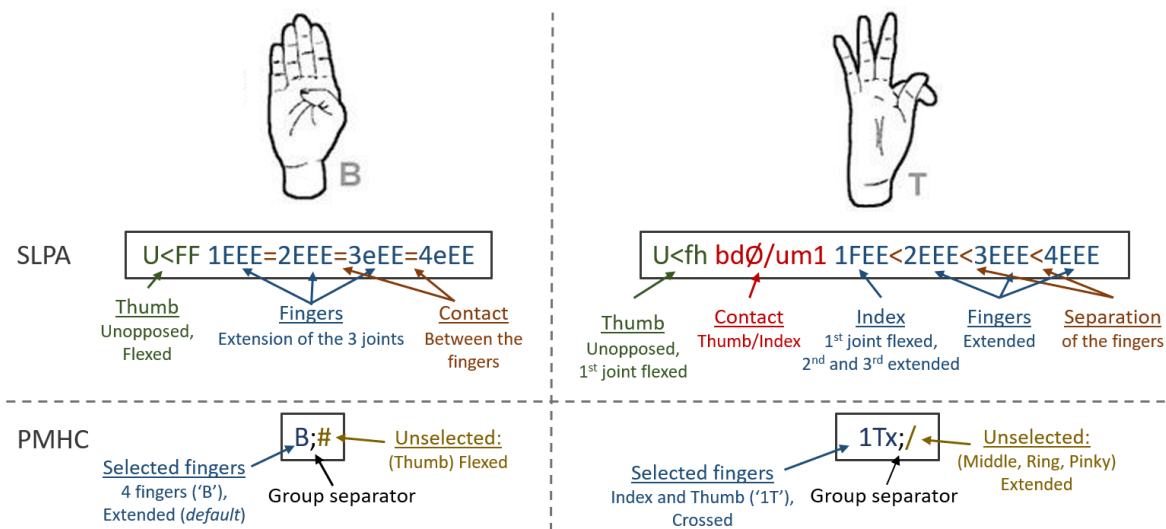 B
T
SLPA
U<FF 1EEE=2EEE=3eEE=4eEE
Thumb
Unopposed,
Flexed
Fingers
Extension of the 3 joints
Contact
Between the
fingers
U<fh bdØ/um1 1FEE<2EEE<3EEE<4EEE
Thumb
Unopposed,
1st joint flexed
Contact
Thumb/Index
Index
1st joint flexed,
2nd and 3rd extended
Fingers
Extended
Separation
of the fingers
PMHC
B;#
Selected fingers
4 fingers (‘B’),
Extended (default)
Group separator
Unselected:
(Thumb) Flexed
1Tx;/
Selected fingers
Index and Thumb (‘1T’),
Crossed
Group separator
Unselected:
(Middle, Ring, Pinky)
Extended